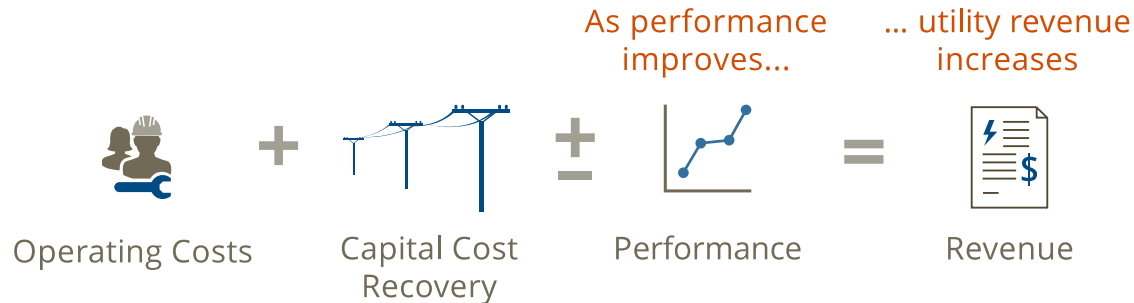 As performance
improves...
... utility revenue
increases
+
±
=
$
Operating Costs
Capital Cost
Recovery
Performance
Revenue